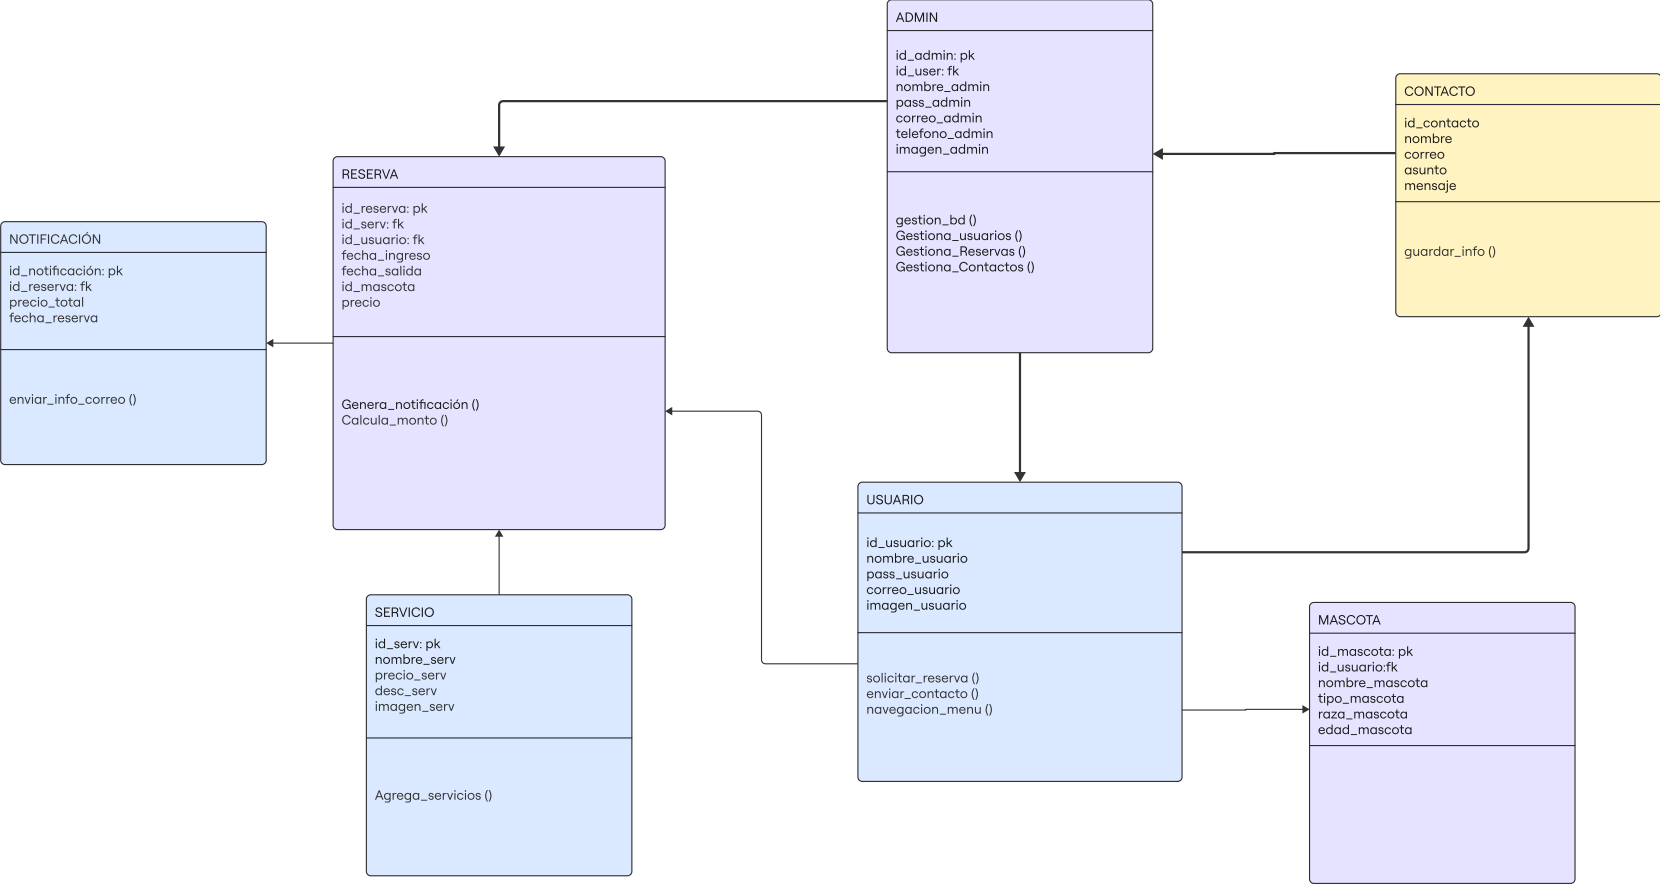 ADMIN
id_admin: pk
id_user: fk
nombre_admin
pass_admin
correo_admin
telefono_admin
imagen_admin
gestion_bd ()
Gestiona_usuarios ()
Gestiona_Reservas ()
Gestiona_Contactos ()
CONTACTO
id_contacto
nombre
correo
asunto
mensaje
guardar_info ()
RESERVA
id_reserva: pk
id_serv: fk
id_usuario: fk
fecha_ingreso
fecha_salida
id_mascota
precio
Genera_notificación ()
Calcula_monto ()
NOTIFICACIÓN
id_notificación: pk
id_reserva: fk
precio_total
fecha_reserva
enviar_info_correo ()
USUARIO
id_usuario: pk
nombre_usuario
pass_usuario
correo_usuario
imagen_usuario
solicitar_reserva ()
enviar_contacto ()
navegacion_menu ()
SERVICIO
id_serv: pk
nombre_serv
precio_serv
desc_serv
imagen_serv
Agrega_servicios ()
MASCOTA
id_mascota: pk
id_usuario:fk
nombre_mascota
tipo_mascota
raza_mascota
edad_mascota